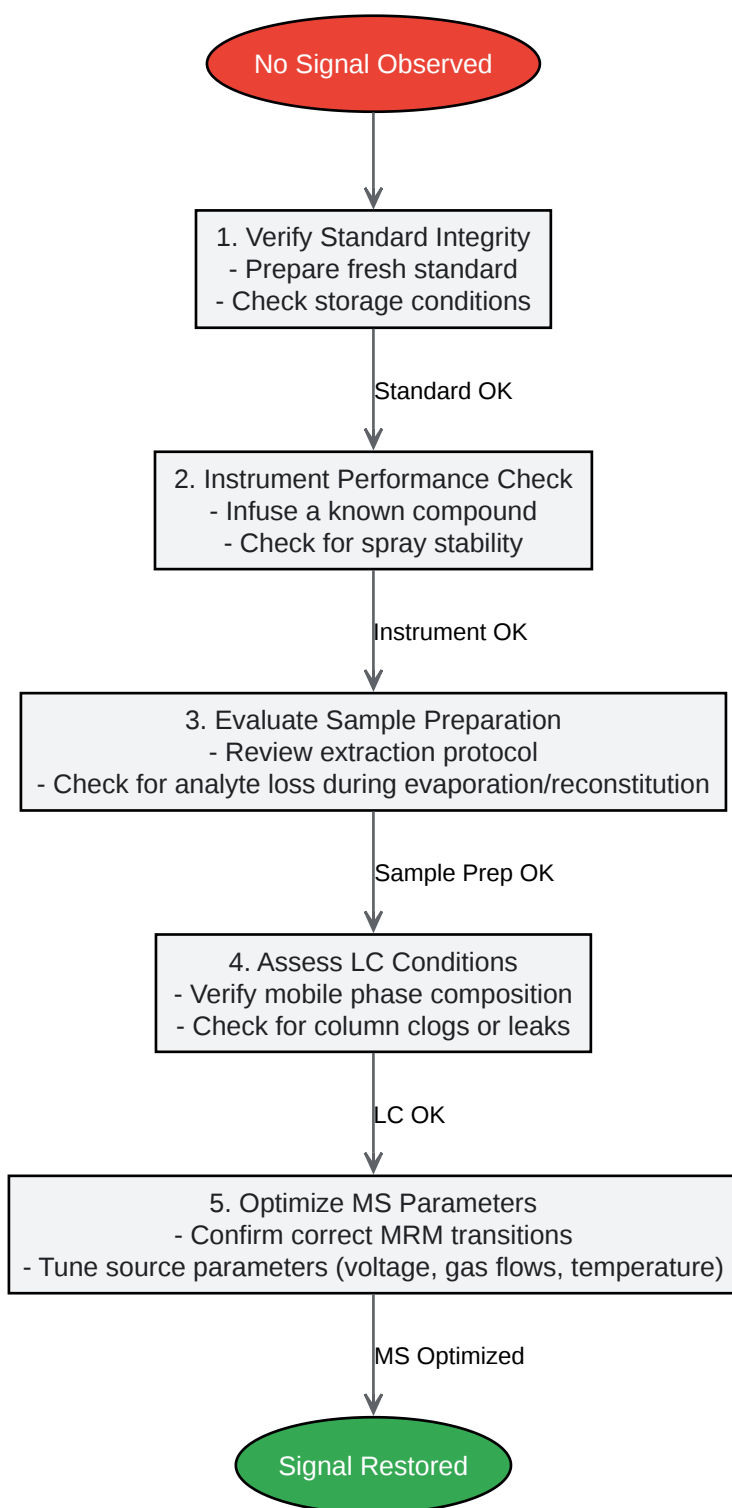 No Signal Observed
1. Verify Standard Integrity
- Prepare fresh standard
- Check storage conditions
Standard OK
2. Instrument Performance Check
- Infuse a known compound
- Check for spray stability
Instrument OK
3. Evaluate Sample Preparation
- Review extraction protocol
- Check for analyte loss during evaporation/reconstitution
Sample Prep OK
4. Assess LC Conditions
- Verify mobile phase composition
- Check for column clogs or leaks
LC OK
5. Optimize MS Parameters
- Confirm correct MRM transitions
- Tune source parameters (voltage, gas flows, temperature)
MS Optimized
Signal Restored